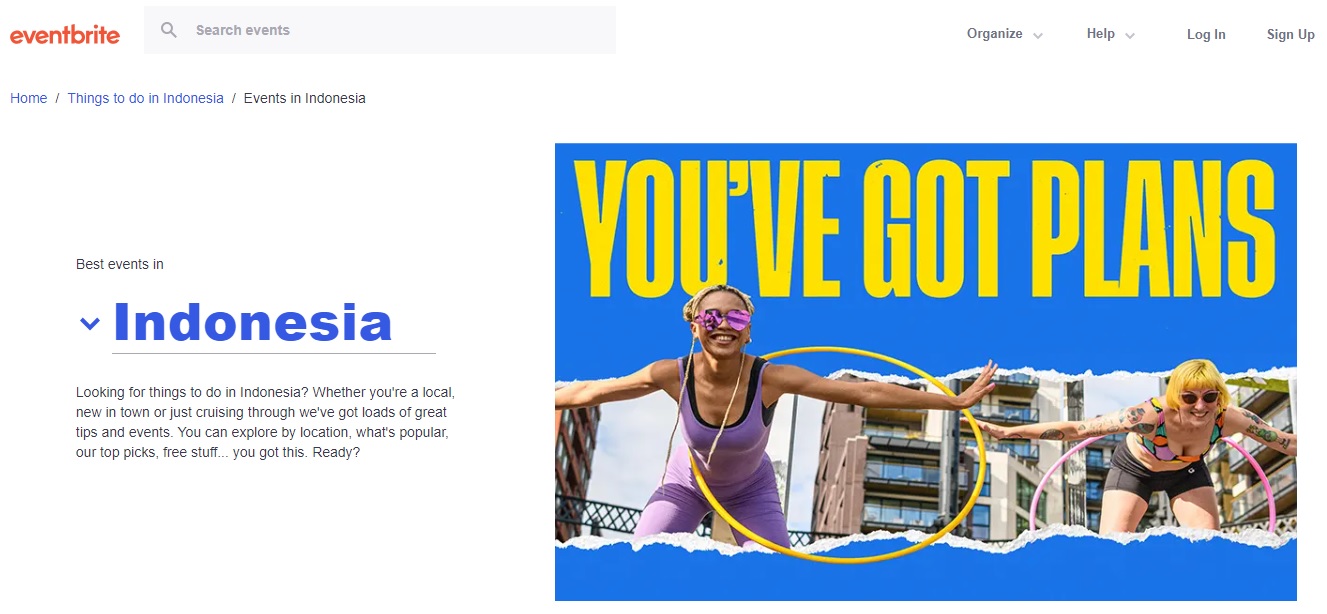 eventbrite
Search events
Organize
Help
Log In
Sign Up
Home / Things to do in Indonesia / Events in Indonesia
YOU'VE GOT PLANS
Best events in
Indonesia
Looking for things to do in Indonesia? Whether you're a local,
new in town or just cruising through we've got loads of great
tips and events. You can explore by location, what's popular,
our top picks, free stuff... you got this. Ready?